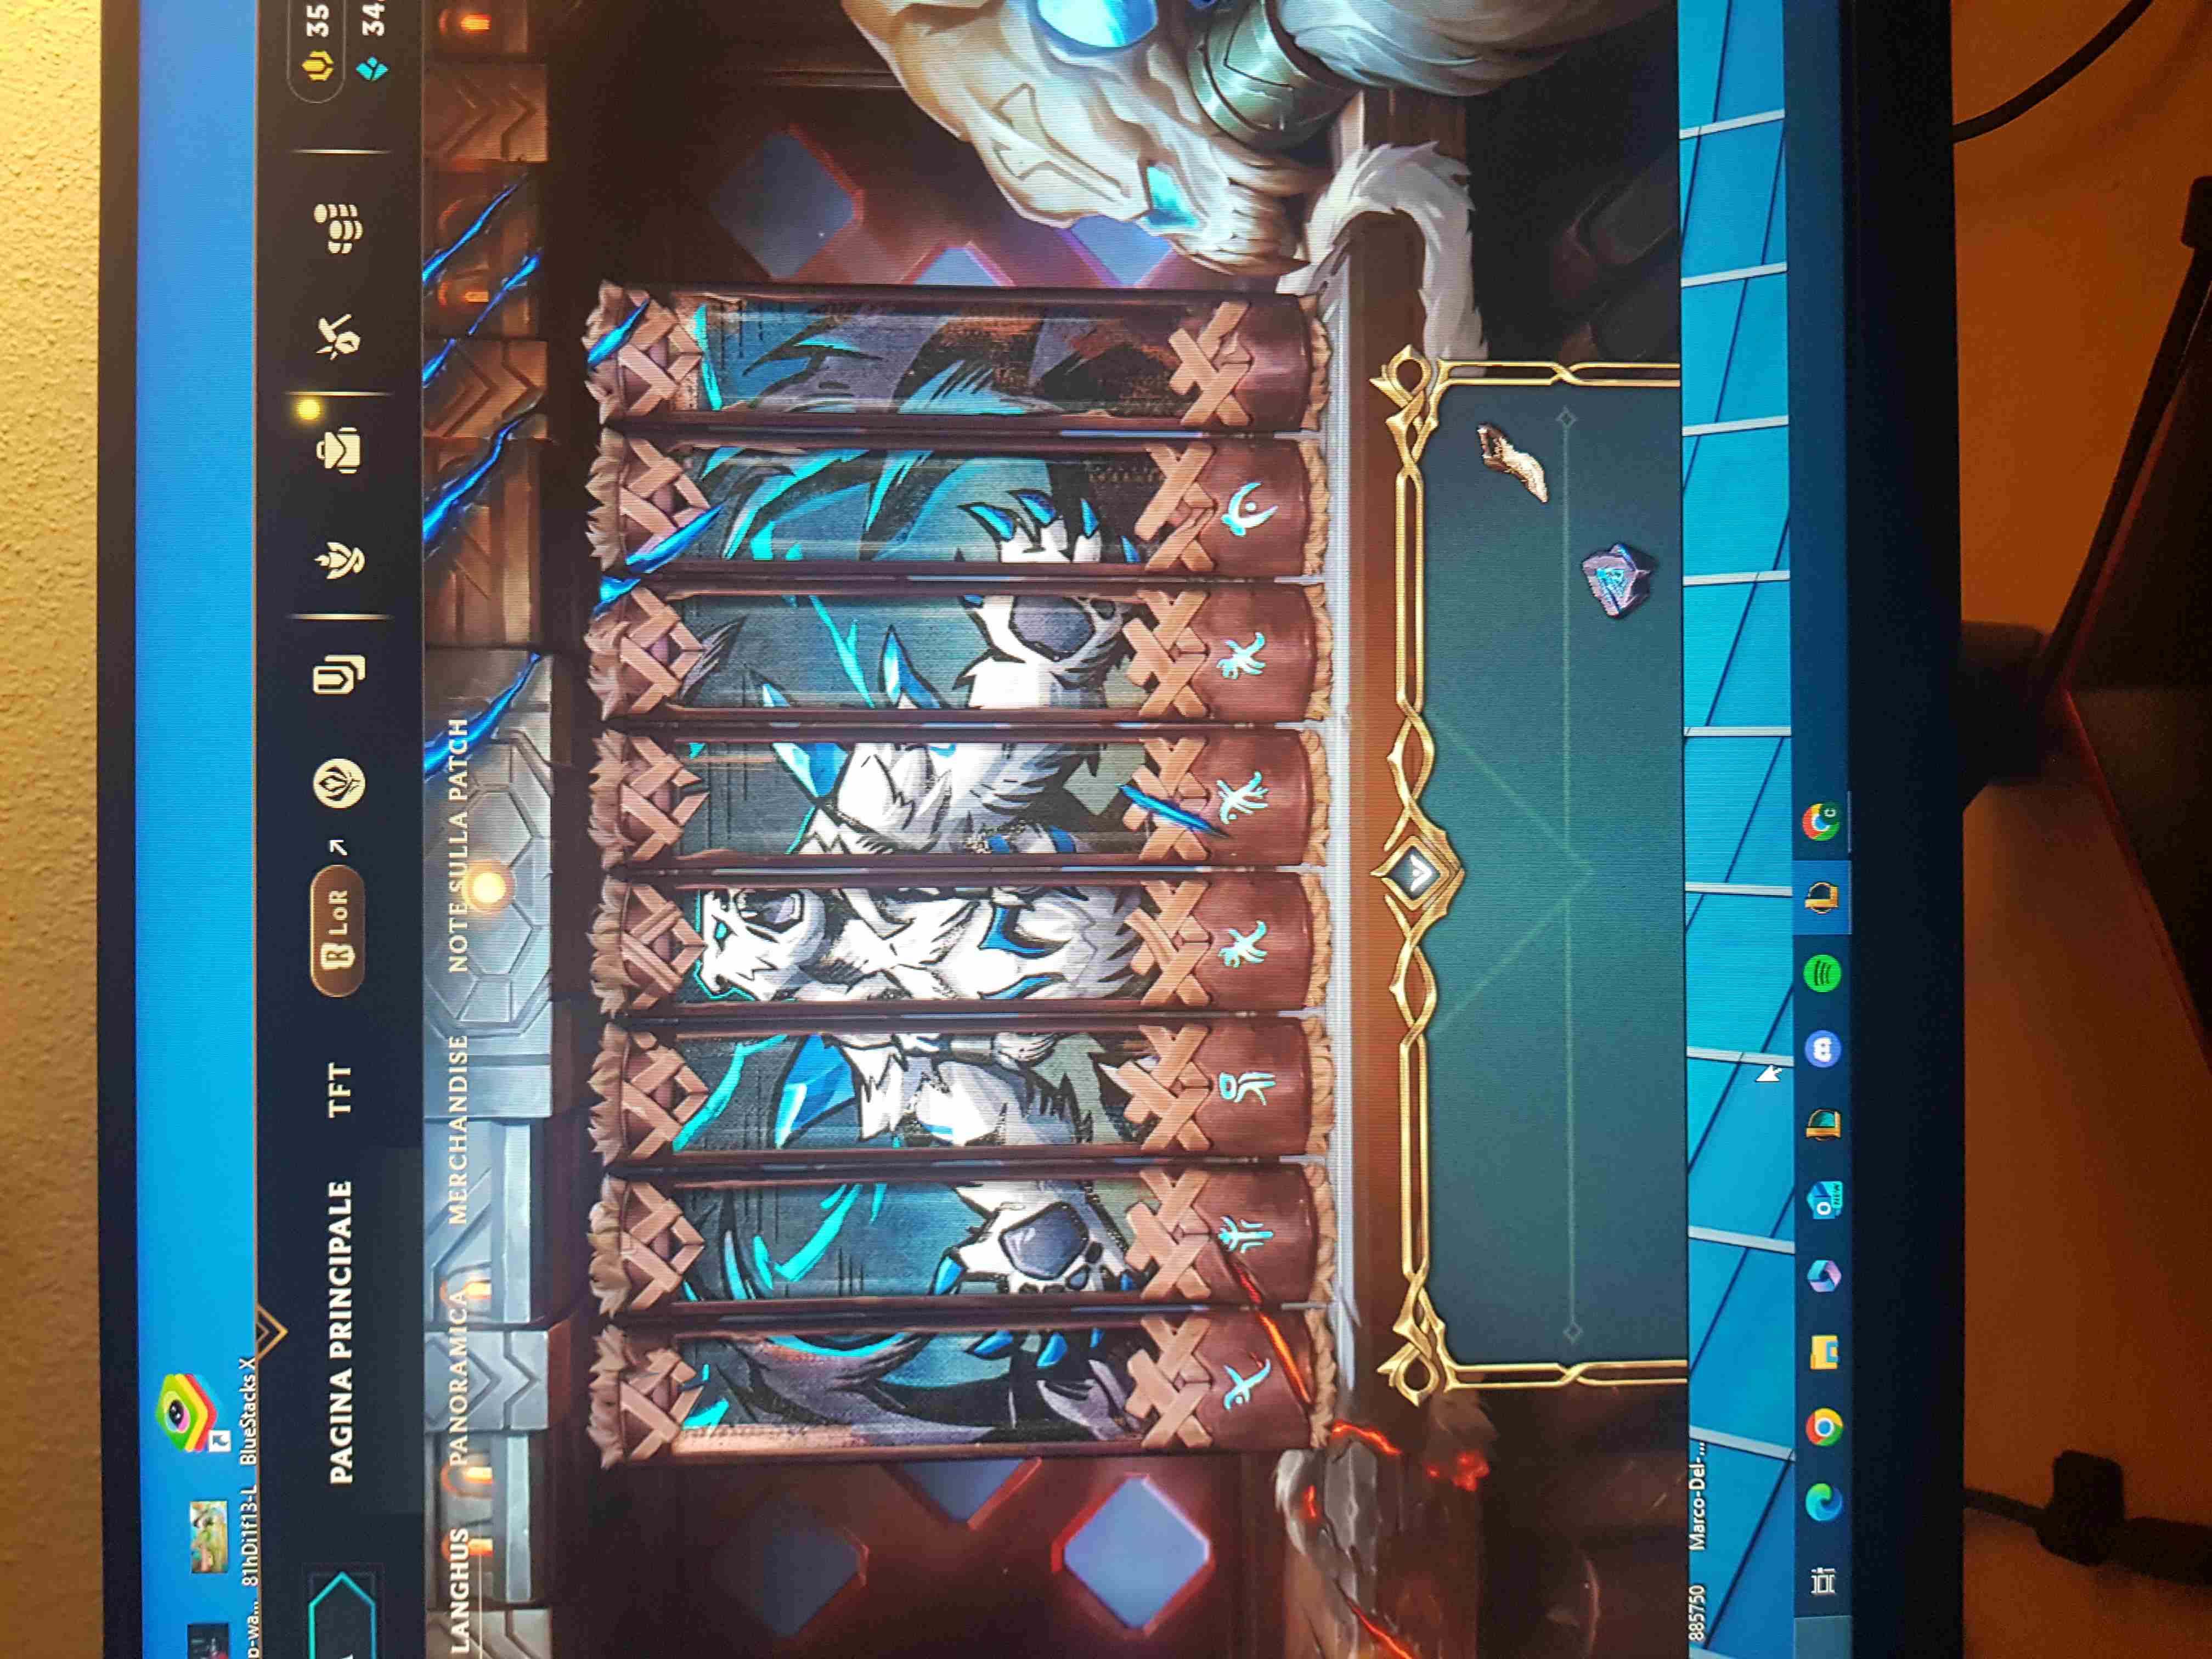 p-wa...
81hDi1f13-L
BlueStacks X
A
PAGINA PRINCIPALE
TFT
LoR
35
34.
LANGHUS
PANORAMICA
MERCHANDISE
NOTE SULLA PATCH
885750
Marco-Del-...